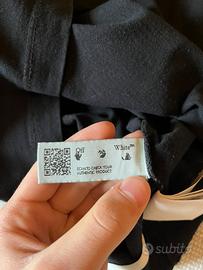 Off White™
SCAN TO CHECK YOUR
AUTHENTIC PRODUCT
subito